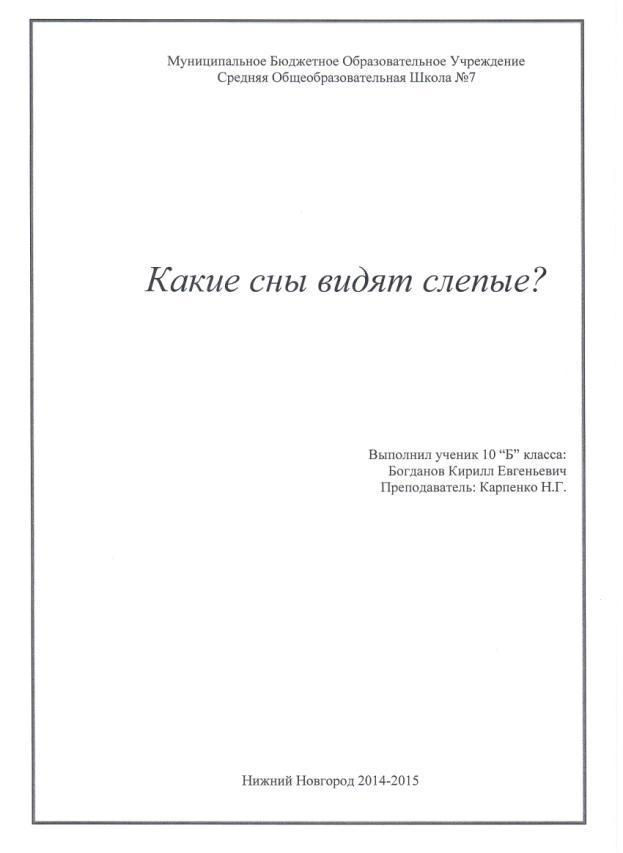 Муниципальное Бюджетное Образовательное Учреждение
Средняя Общеобразовательная Школа №7
Какие сны видят слепые?
Выполнил ученик 10 “Б” класса:
Богданов Кирилл Евгеньевич
Преподаватель: Карпенко Н.Г.
Нижний Новгород 2014-2015